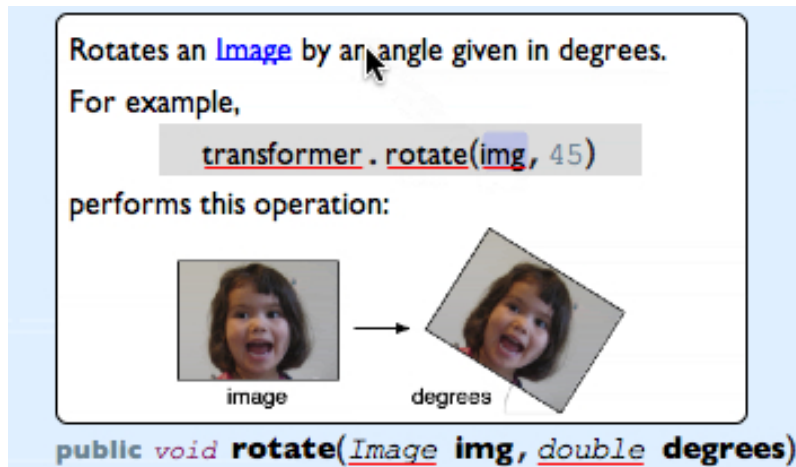 Rotates an Image by an angle given in degrees.
For example,
transformer . rotate(img, 45)
performs this operation:
image
degrees
public void rotate(Image img, double degrees)